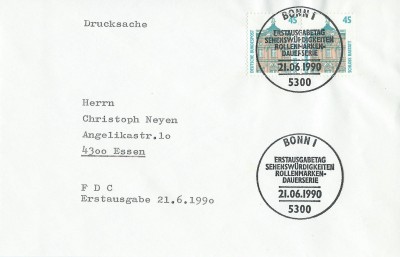 Drucksache
BONN 1
ERSTAUSGABETAG
SEHENSWÜRDIGKEITEN
ROLLENMARKEN-
DAUERSERIE
21.06.1990
5300
45
45
DEUTSCHE BUNDESPOST
Herrn
Christoph Neyen
Angelikastr.1o
43oo Essen
BONN 1
ERSTAUSGABETAG
SEHENSWÜRDIGKEITEN
ROLLENMARKEN-
DAUERSERIE
21.06.1990
5300
F D C
Erstausgabe 21.6.199o